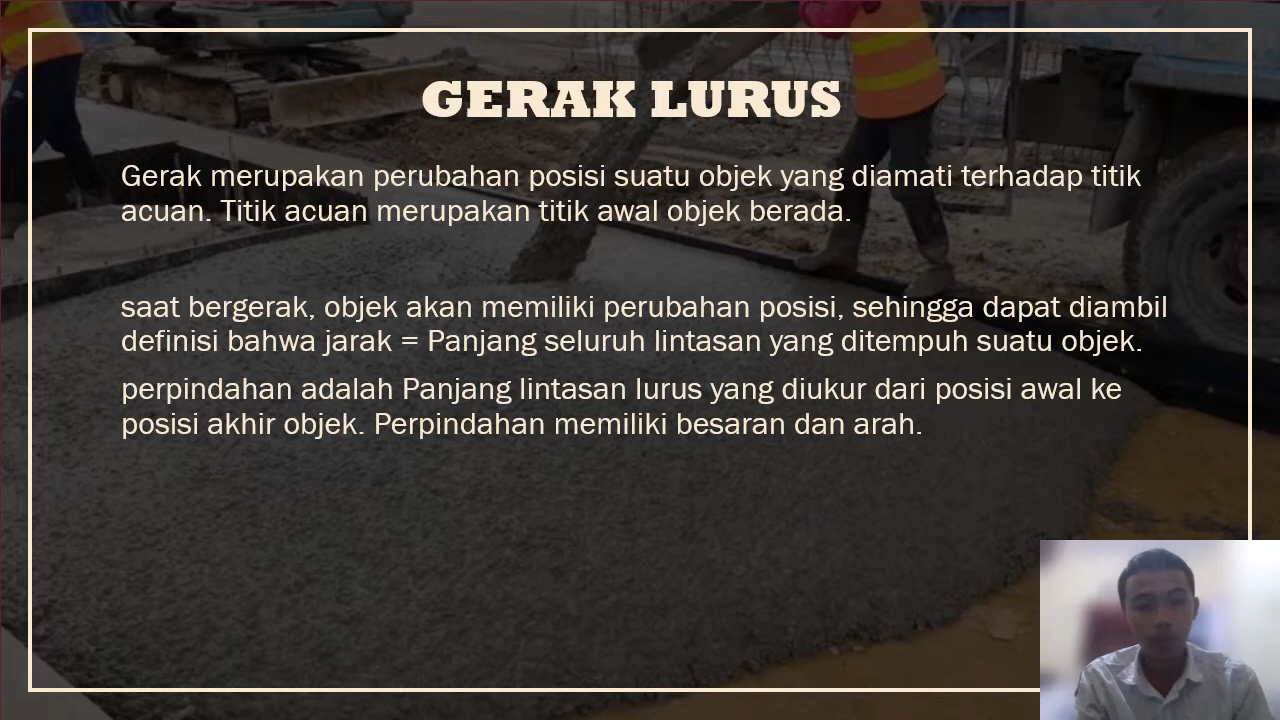 GERAK LURUS
Gerak merupakan perubahan posisi suatu objek yang diamati terhadap titik
acuan. Titik acuan merupakan titik awal objek berada.
saat bergerak, objek akan memiliki perubahan posisi, sehingga dapat diambil
definisi bahwa jarak = Panjang seluruh lintasan yang ditempuh suatu objek.
perpindahan adalah Panjang lintasan lurus yang diukur dari posisi awal ke
posisi akhir objek. Perpindahan memiliki besaran dan arah.